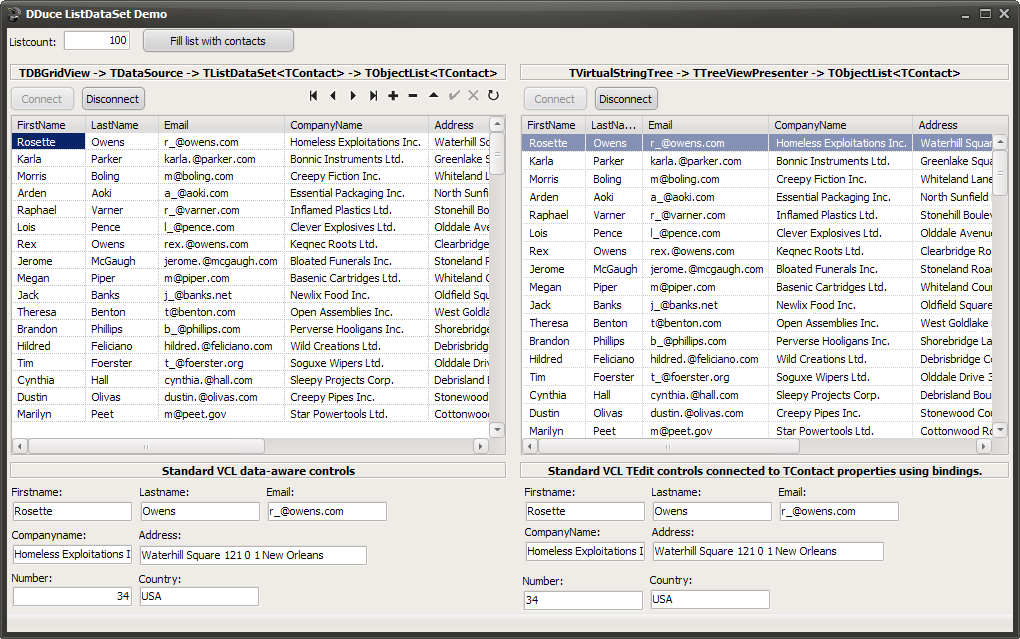 DDuce ListDataSet Demo
Listcount: 100 Fill list with contacts
TDBGridView -> TDataSource -> TListDataSet<TContact> -> TObjectList<TContact>
Connect Disconnect
FirstName LastName Email CompanyName Address
Rosette Owens r_@owens.com Homeless Exploitations Inc. Waterhill Sq
Karla Parker karla.@parker.com Bonnic Instruments Ltd. Greenlake S
Morris Boling m@boling.com Creepy Fiction Inc. Whiteland L
Arden Aoki a_@aoki.com Essential Packaging Inc. North Sunfi
Raphael Varner r_@varner.com Inflamed Plastics Ltd. Stonehill Bo
Lois Pence l_@pence.com Clever Explosives Ltd. Olddale Ave
Rex Owens rex.@owens.com Keqnec Roots Ltd. Clearbridge
Jerome McGaugh jerome.@mcgaugh.com Bloated Funerals Inc. Stoneland R
Megan Piper m@piper.com Basenic Cartridges Ltd. Whiteland C
Jack Banks j_@banks.net Newlix Food Inc. Oldfield Squ
Theresa Benton t@benton.com Open Assemblies Inc. West Goldla
Brandon Phillips b_@phillips.com Perverse Hooligans Inc. Shorebridge
Hildred Feliciano hildred.@feliciano.com Wild Creations Ltd. Debrisbridg
Tim Foerster t_@foerster.org Soguxe Wipers Ltd. Olddale Driv
Cynthia Hall cynthia.@hall.com Sleepy Projects Corp. Debrisland B
Dustin Olivas dustin.@olivas.com Creepy Pipes Inc. Stonewood
Marilyn Peet m@peet.gov Star Powertools Ltd. Cottonwoo
Standard VCL data-aware controls
Firstname: Lastname: Email:
Rosette Owens r_@owens.com
Companyname: Address:
Homeless Exploitations I Waterhill Square 121 0 1 New Orleans
Number: Country:
34 USA
TVirtualStringTree -> TTreeViewPresenter -> TObjectList<TContact>
Connect Disconnect
FirstName LastNa... Email CompanyName Address
Rosette Owens r_@owens.com Homeless Exploitations Inc. Waterhill Squar
Karla Parker karla.@parker.com Bonnic Instruments Ltd. Greenlake Squa
Morris Boling m@boling.com Creepy Fiction Inc. Whiteland Lane
Arden Aoki a_@aoki.com Essential Packaging Inc. North Sunfield
Raphael Varner r_@varner.com Inflamed Plastics Ltd. Stonehill Boulev
Lois Pence l_@pence.com Clever Explosives Ltd. Olddale Avenu
Rex Owens rex.@owens.com Keqnec Roots Ltd. Clearbridge Ro
Jerome McGaugh jerome.@mcgaugh.com Bloated Funerals Inc. Stoneland Road
Megan Piper m@piper.com Basenic Cartridges Ltd. Whiteland Cour
Jack Banks j_@banks.net Newlix Food Inc. Oldfield Square
Theresa Benton t@benton.com Open Assemblies Inc. West Goldlake
Brandon Phillips b_@phillips.com Perverse Hooligans Inc. Shorebridge La
Hildred Feliciano hildred.@feliciano.com Wild Creations Ltd. Debrisbridge Co
Tim Foerster t_@foerster.org Soguxe Wipers Ltd. Olddale Drive 3
Cynthia Hall cynthia.@hall.com Sleepy Projects Corp. Debrisland Bou
Dustin Olivas dustin.@olivas.com Creepy Pipes Inc. Stonewood Cou
Marilyn Peet m@peet.gov Star Powertools Ltd. Cottonwood Ro
Standard VCL TEdit controls connected to TContact properties using bindings.
Firstname: Lastname: Email:
Rosette Owens r_@owens.com
CompanyName: Address:
Homeless Exploitations I Waterhill Square 121 0 1 New Orleans
Number: Country:
34 USA